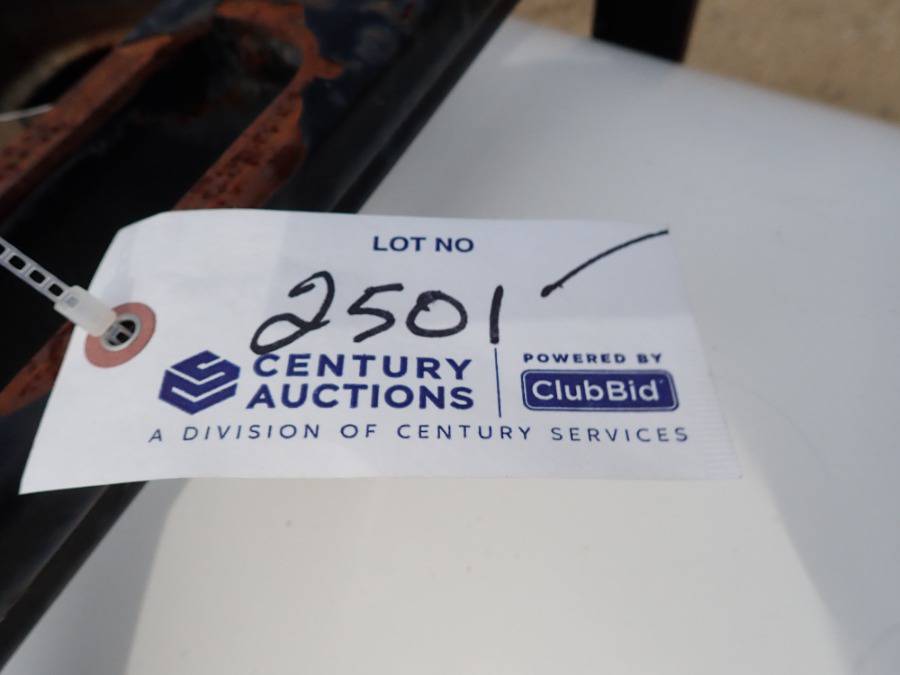 LOT NO
2501
CENTURY
AUCTIONS
POWERED BY
ClubBid
A DIVISION OF CENTURY SERVICES